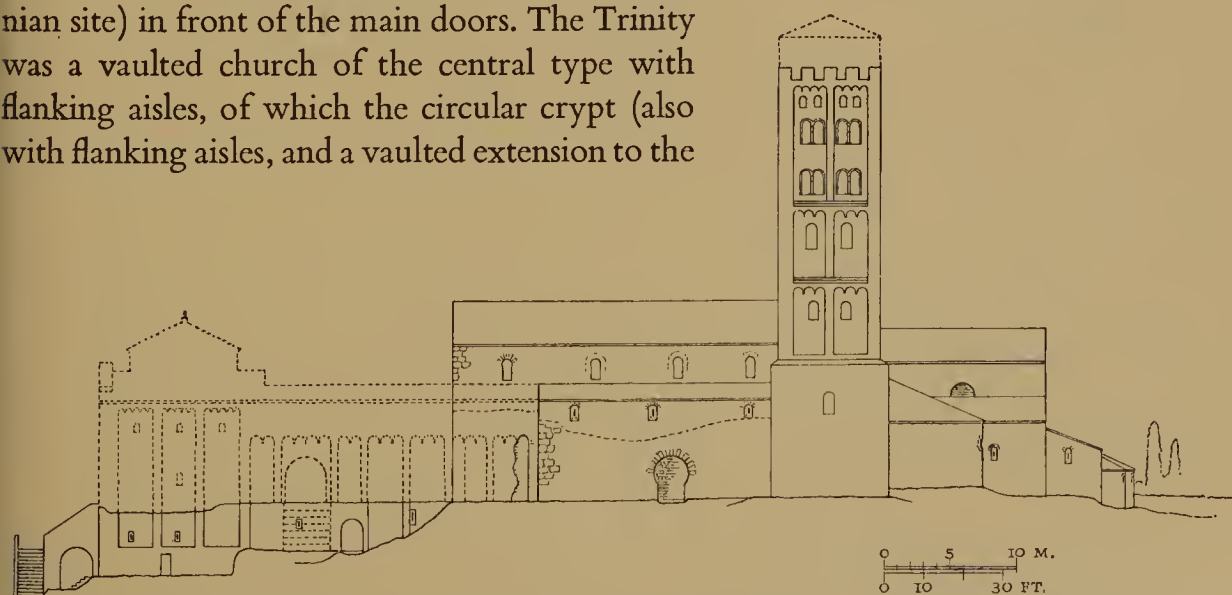 nian site) in front of the main doors. The Trinity
was a vaulted church of the central type with
flanking aisles, of which the circular crypt (also
with flanking aisles, and a vaulted extension to the
0 5 10 M.
0 10 30 FT.